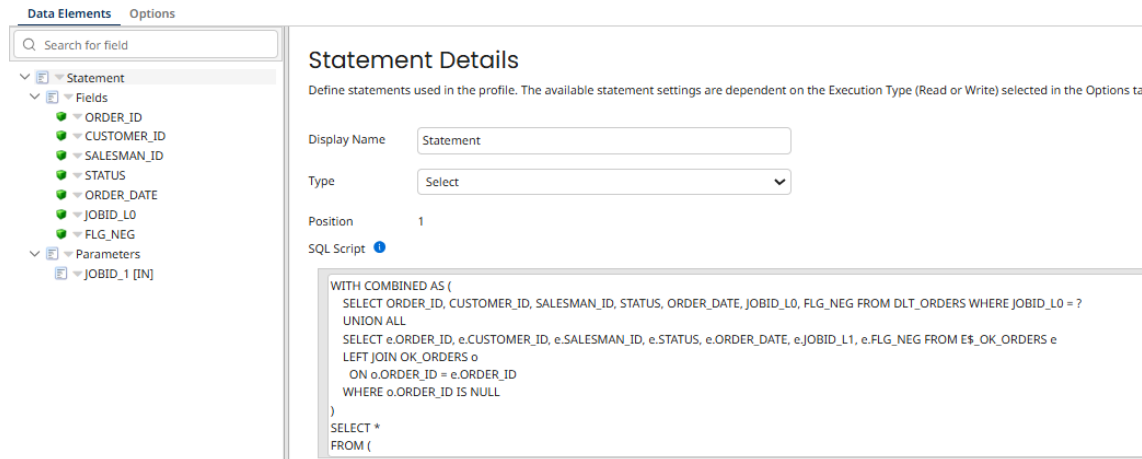 Data Elements Options
Search for field
Statement
Fields
ORDER_ID
CUSTOMER_ID
SALESMAN_ID
STATUS
ORDER_DATE
JOBID_L0
FLG_NEG
Parameters
JOBID_1 [IN]
Statement Details
Define statements used in the profile. The available statement settings are dependent on the Execution Type (Read or Write) selected in the Options ta
Display Name Statement
Type Select
Position 1
SQL Script
WITH COMBINED AS (
SELECT ORDER_ID, CUSTOMER_ID, SALESMAN_ID, STATUS, ORDER_DATE, JOBID_L0, FLG_NEG FROM DLT_ORDERS WHERE JOBID_L0 = ?
UNION ALL
SELECT e.ORDER_ID, e.CUSTOMER_ID, e.SALESMAN_ID, e.STATUS, e.ORDER_DATE, e.JOBID_L1, e.FLG_NEG FROM E$_OK_ORDERS e
LEFT JOIN OK_ORDERS o
ON o.ORDER_ID = e.ORDER_ID
WHERE o.ORDER_ID IS NULL
)
SELECT *
FROM (